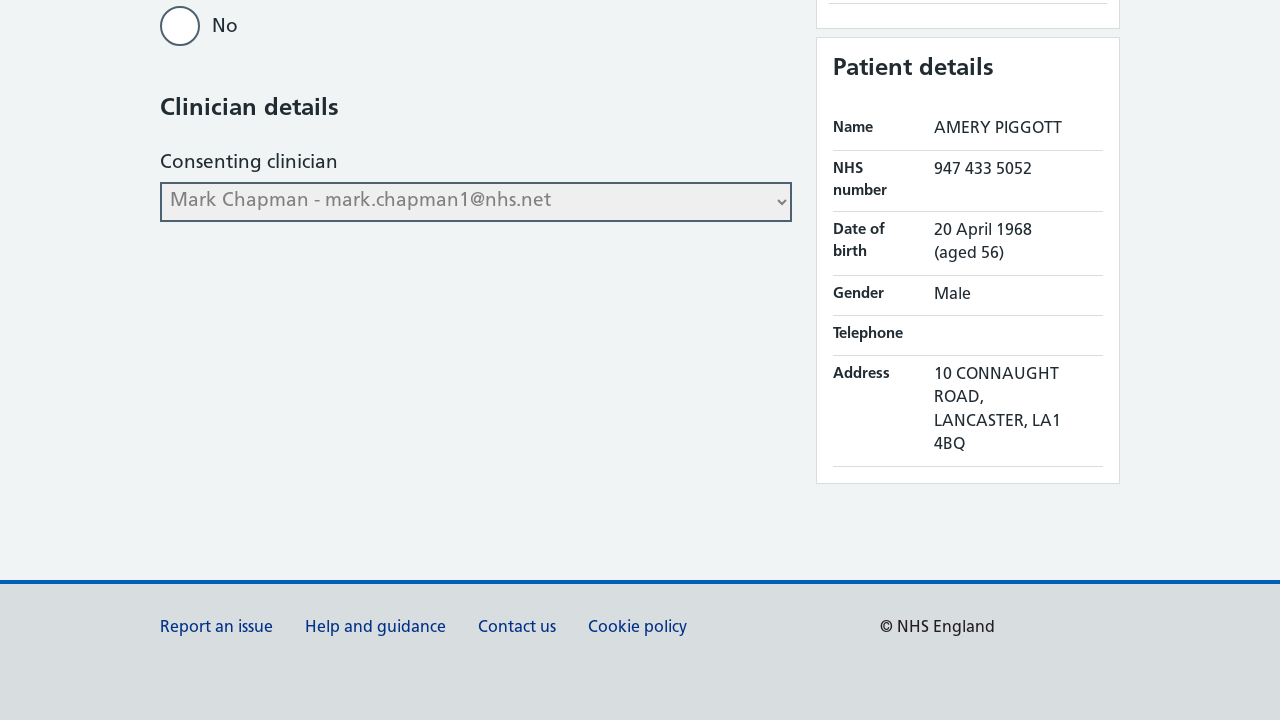 No
Clinician details
Consenting clinician
Mark Chapman - mark.chapman1@nhs.net
Patient details
Name AMERY PIGGOTT
NHS number 947 433 5052
Date of birth 20 April 1968 (aged 56)
Gender Male
Telephone
Address 10 CONNAUGHT
ROAD,
LANCASTER, LA1
4BQ
Report an issue Help and guidance Contact us Cookie policy © NHS England